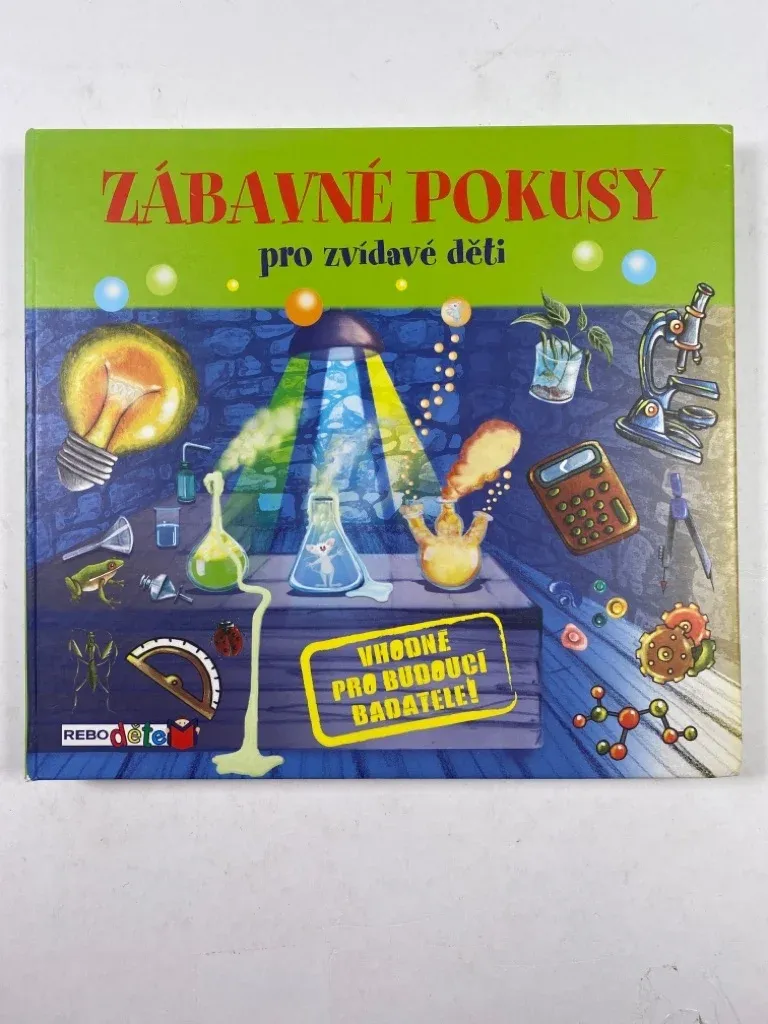 ZÁBAVNÉ POKUSY
pro zvídavé děti
VHODNÉ
PRO BUDOUCÍ
BADATELE!
REBO dětem